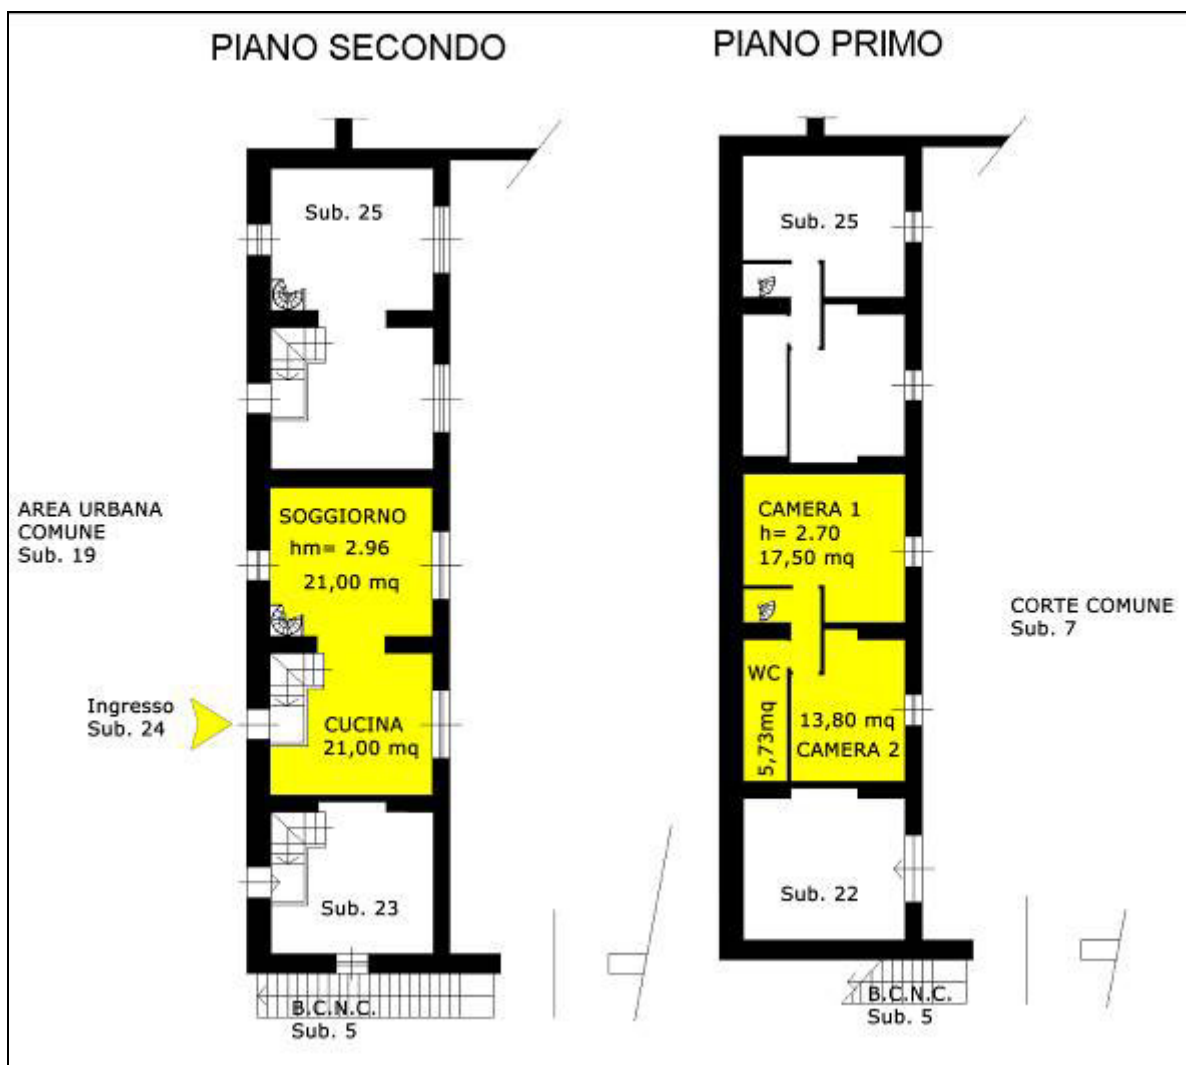 PIANO SECONDO
PIANO PRIMO
Sub. 25
Sub. 25
AREA URBANA
COMUNE
Sub. 19
SOGGIORNO
hm= 2.96
21,00 mq
CAMERA 1
h= 2.70
17,50 mq
CORTE COMUNE
Sub. 7
Ingresso
Sub. 24
CUCINA
21,00 mq
WC
5,73mq
13,80 mq
CAMERA 2
Sub. 23
Sub. 22
B.C.N.C.
Sub. 5
B.C.N.C.
Sub. 5